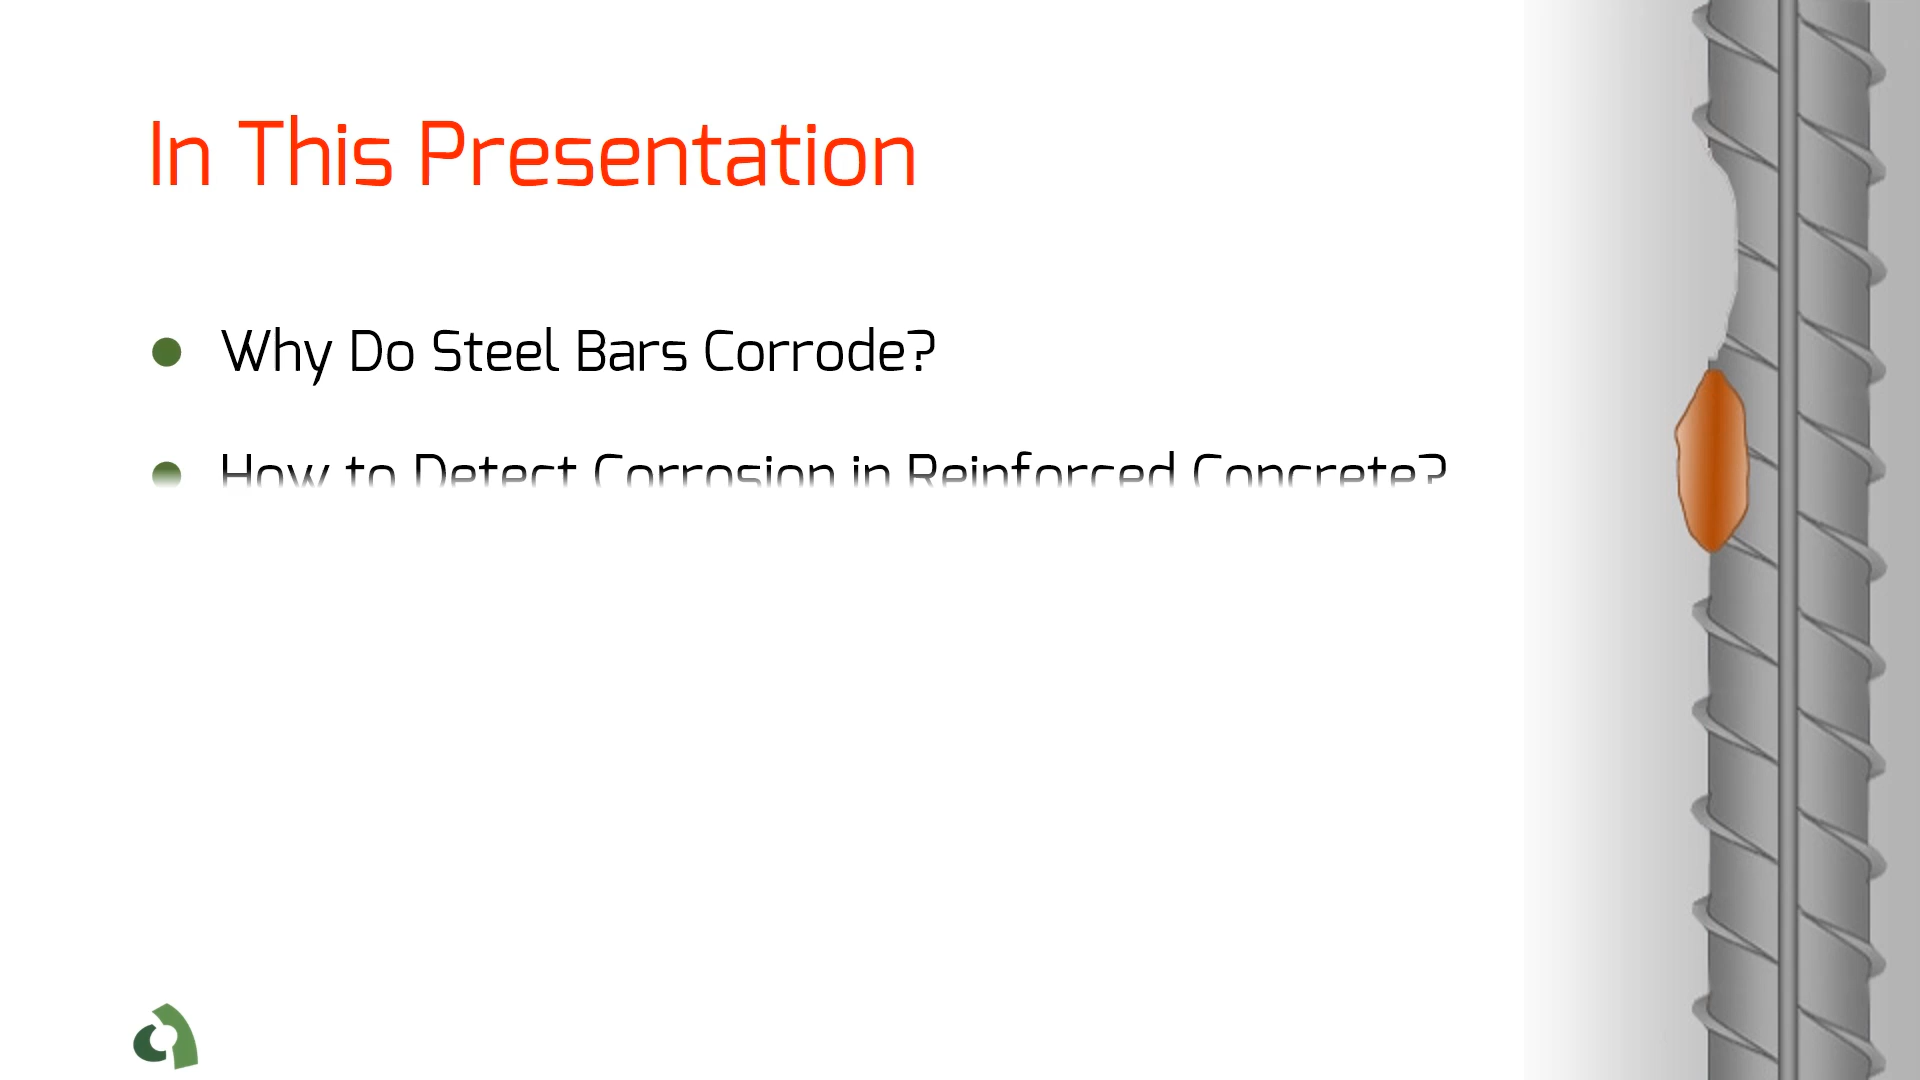 In This Presentation
Why Do Steel Bars Corrode?
How to Detect Corrosion in Reinforced Concrete?